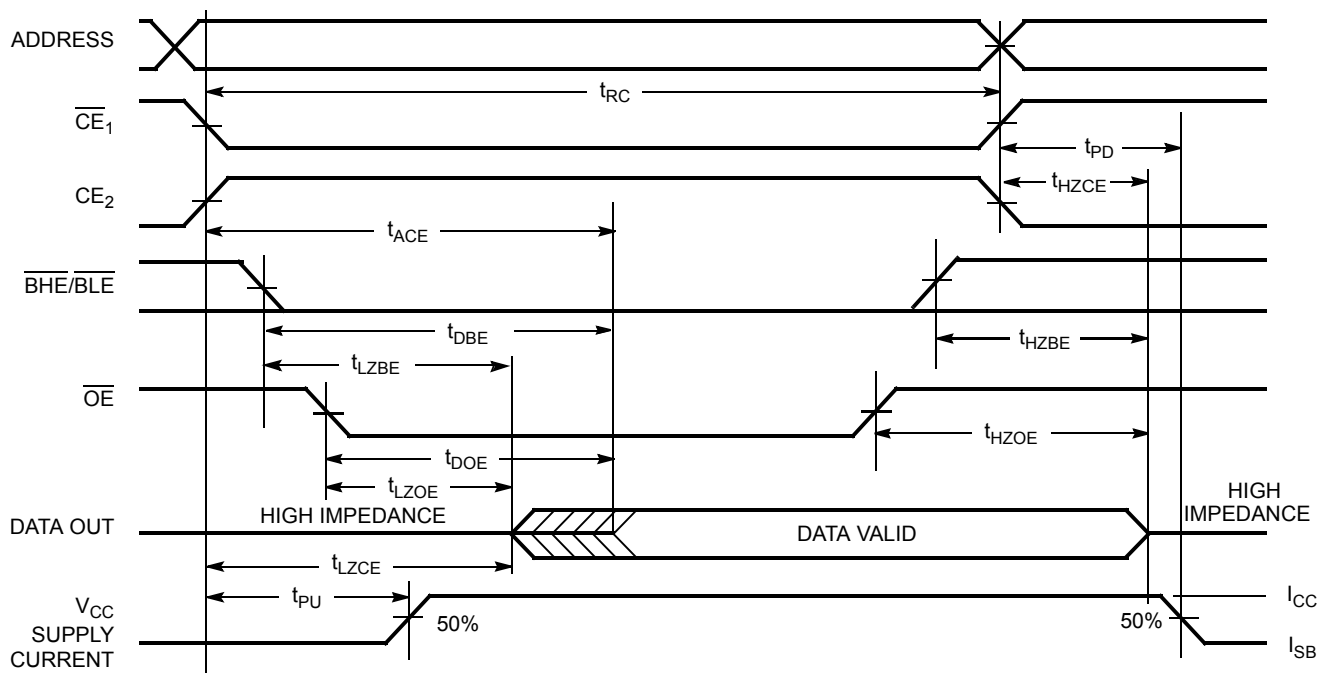 ADDRESS
tRC
CE1
tPD
tHZCE
CE2
tACE
BHE/BLE
tDBE
tHZBE
tLZBE
OE
tHZOE
tDOE
tLZOE
HIGH IMPEDANCE
HIGH
IMPEDANCE
DATA OUT
DATA VALID
tLZCE
tPU
VCC
SUPPLY
CURRENT
50%
50%
ICC
ISB